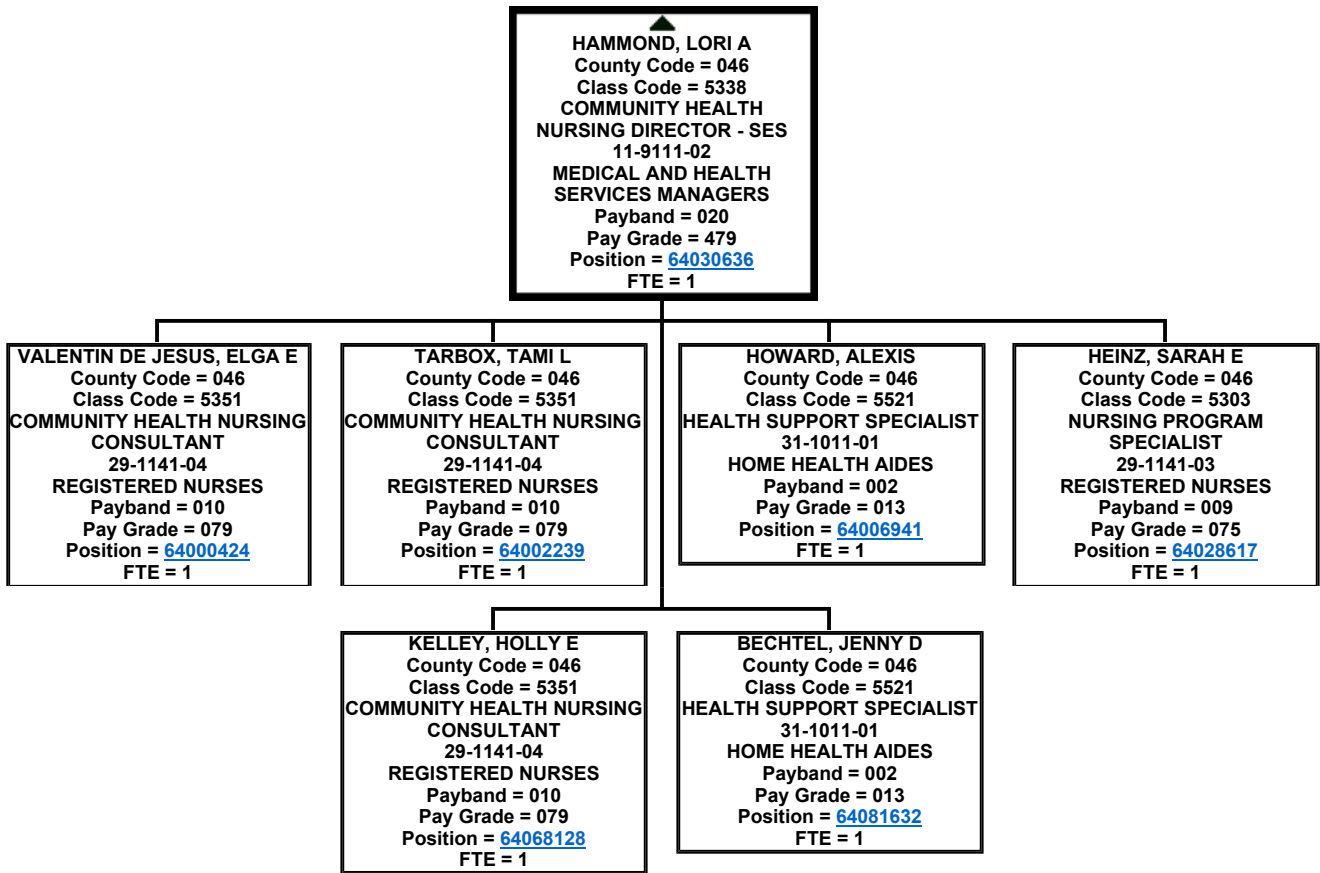 HAMMOND, LORI A
County Code = 046
Class Code = 5338
COMMUNITY HEALTH
NURSING DIRECTOR - SES
11-9111-02
MEDICAL AND HEALTH
SERVICES MANAGERS
Payband = 020
Pay Grade = 479
Position = 64030636
FTE = 1
VALENTIN DE JESUS, ELGA E
County Code = 046
Class Code = 5351
COMMUNITY HEALTH NURSING
CONSULTANT
29-1141-04
REGISTERED NURSES
Payband = 010
Pay Grade = 079
Position = 64000424
FTE = 1
TARBOX, TAMI L
County Code = 046
Class Code = 5351
COMMUNITY HEALTH NURSING
CONSULTANT
29-1141-04
REGISTERED NURSES
Payband = 010
Pay Grade = 079
Position = 64002239
FTE = 1
HOWARD, ALEXIS
County Code = 046
Class Code = 5521
HEALTH SUPPORT SPECIALIST
31-1011-01
HOME HEALTH AIDES
Payband = 002
Pay Grade = 013
Position = 64006941
FTE = 1
HEINZ, SARAH E
County Code = 046
Class Code = 5303
NURSING PROGRAM
SPECIALIST
29-1141-03
REGISTERED NURSES
Payband = 009
Pay Grade = 075
Position = 64028617
FTE = 1
KELLEY, HOLLY E
County Code = 046
Class Code = 5351
COMMUNITY HEALTH NURSING
CONSULTANT
29-1141-04
REGISTERED NURSES
Payband = 010
Pay Grade = 079
Position = 64068128
FTE = 1
BECHTEL, JENNY D
County Code = 046
Class Code = 5521
HEALTH SUPPORT SPECIALIST
31-1011-01
HOME HEALTH AIDES
Payband = 002
Pay Grade = 013
Position = 64081632
FTE = 1